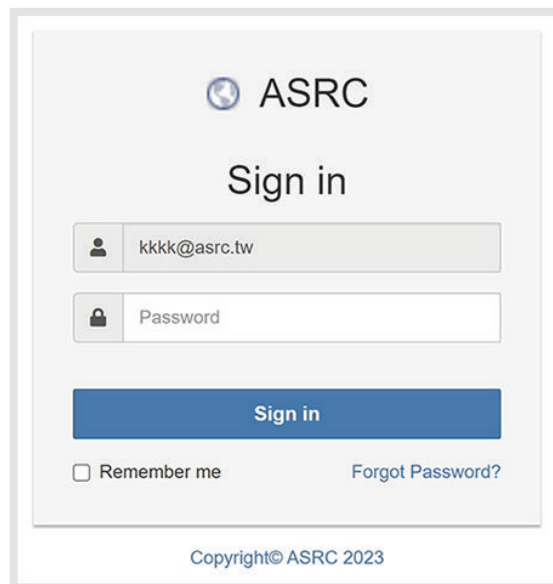 ASRC
Sign in
kkkk@asrc.tw
Password
Sign in
Remember me Forgot Password?
Copyright© ASRC 2023